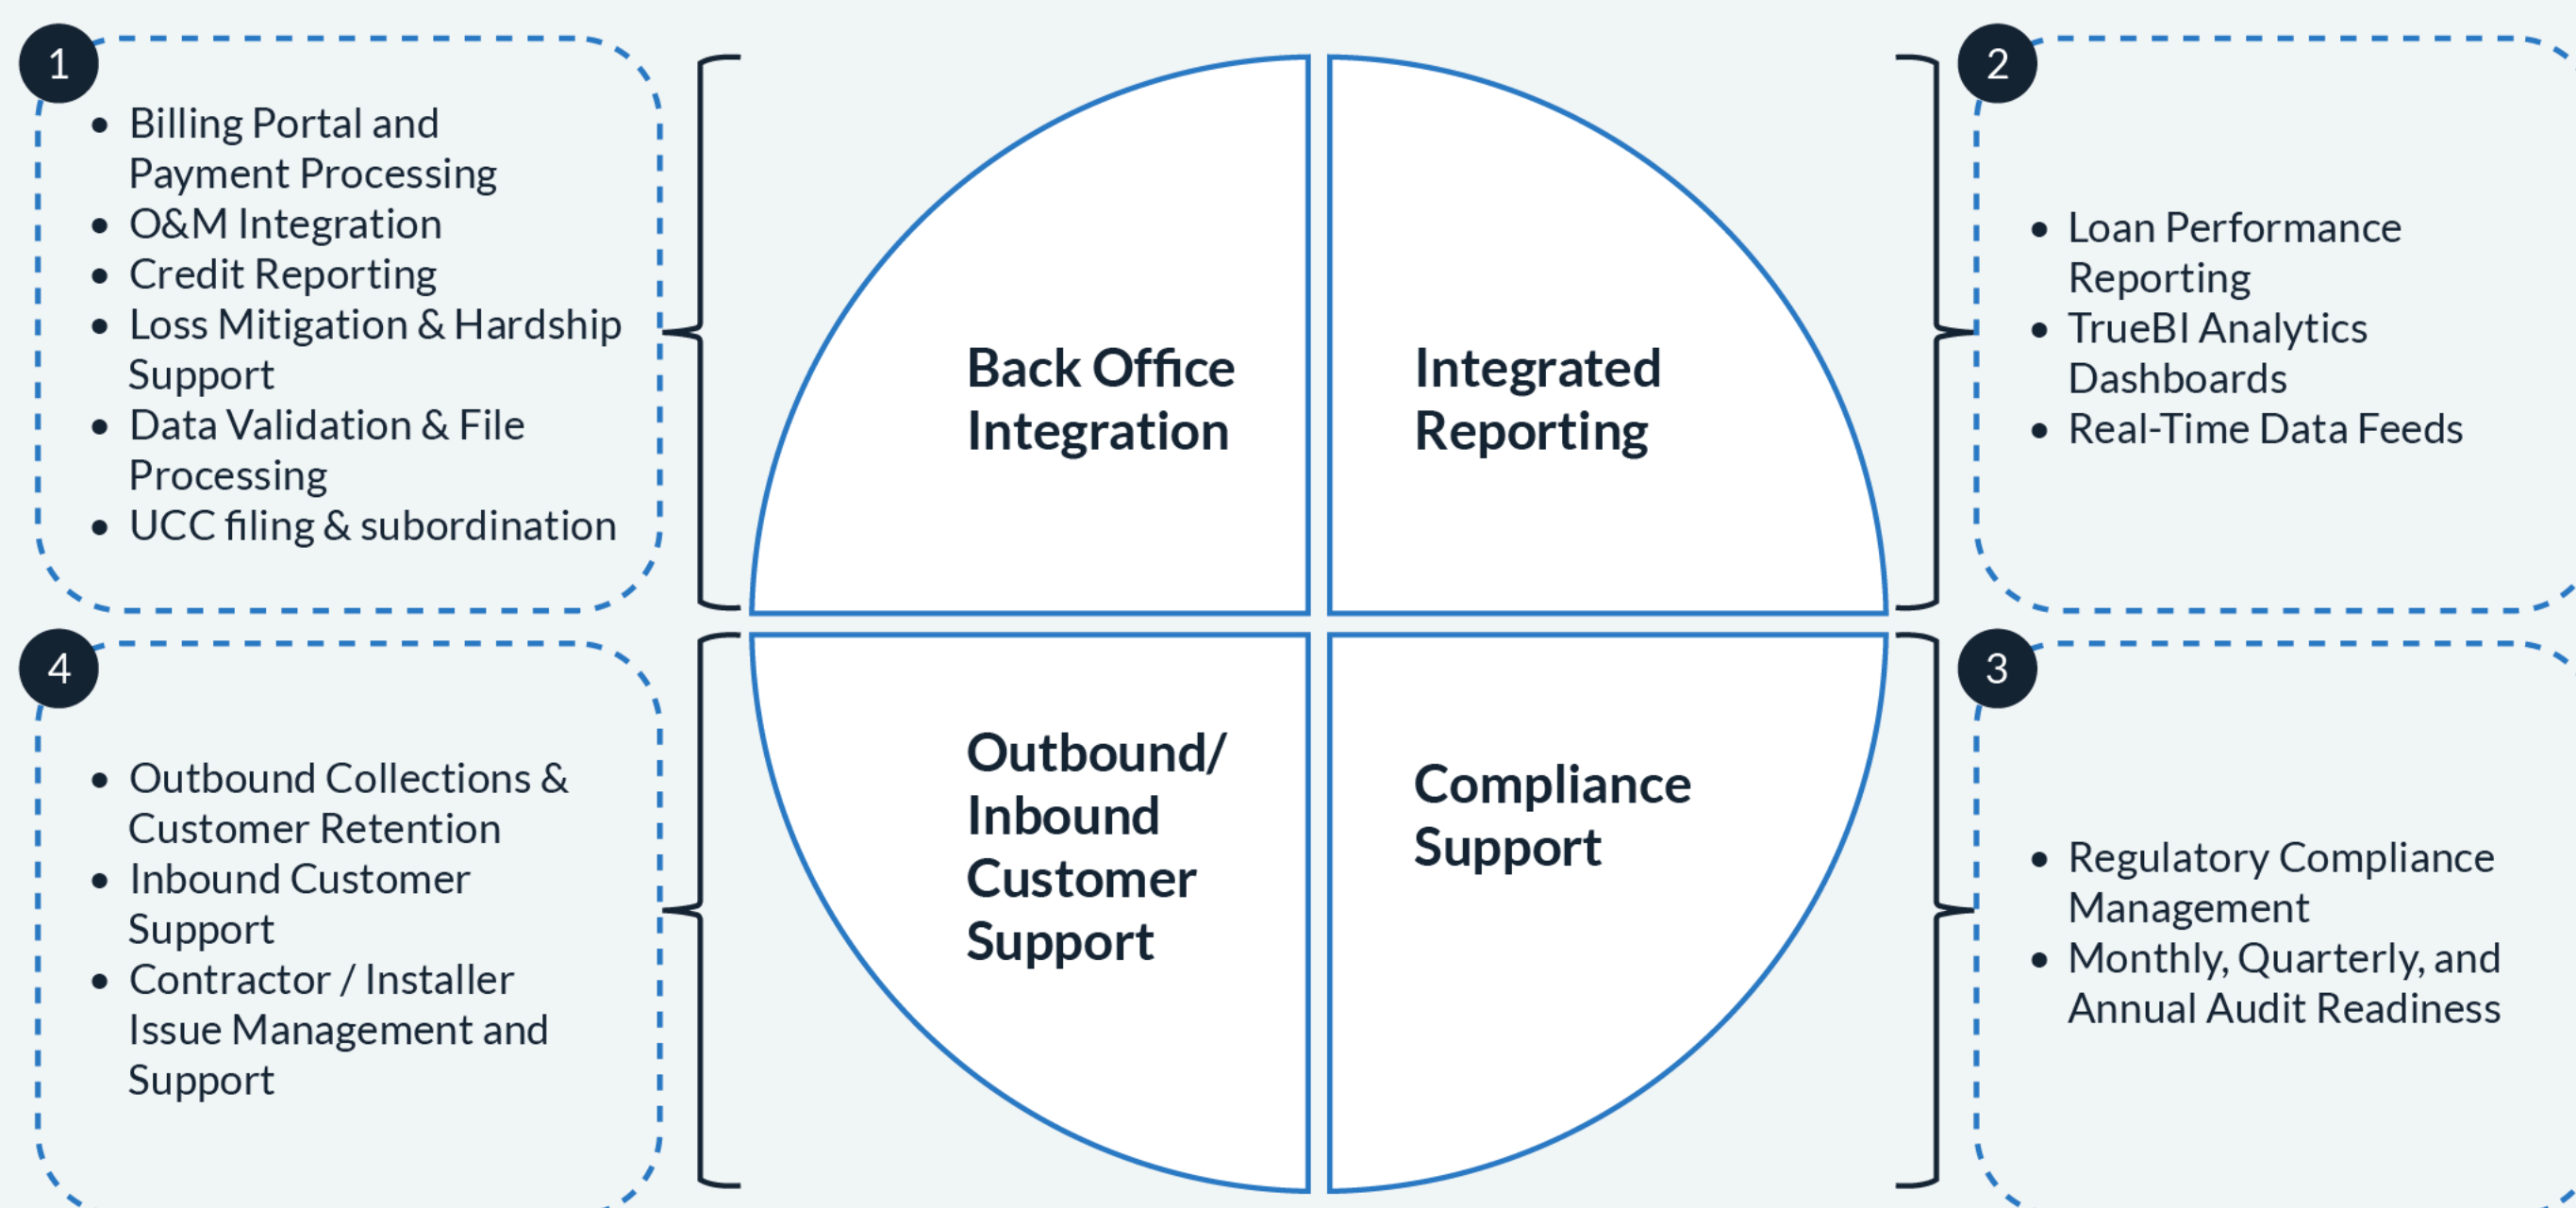 1
• Billing Portal and
Payment Processing
• O&M Integration
• Credit Reporting
• Loss Mitigation & Hardship
Support
• Data Validation & File
Processing
• UCC filing & subordination
Back Office
Integration
Integrated
Reporting
2
• Loan Performance
Reporting
• TrueBI Analytics
Dashboards
• Real-Time Data Feeds
4
• Outbound Collections &
Customer Retention
• Inbound Customer
Support
• Contractor / Installer
Issue Management and
Support
Outbound/
Inbound
Customer
Support
Compliance
Support
3
• Regulatory Compliance
Management
• Monthly, Quarterly, and
Annual Audit Readiness